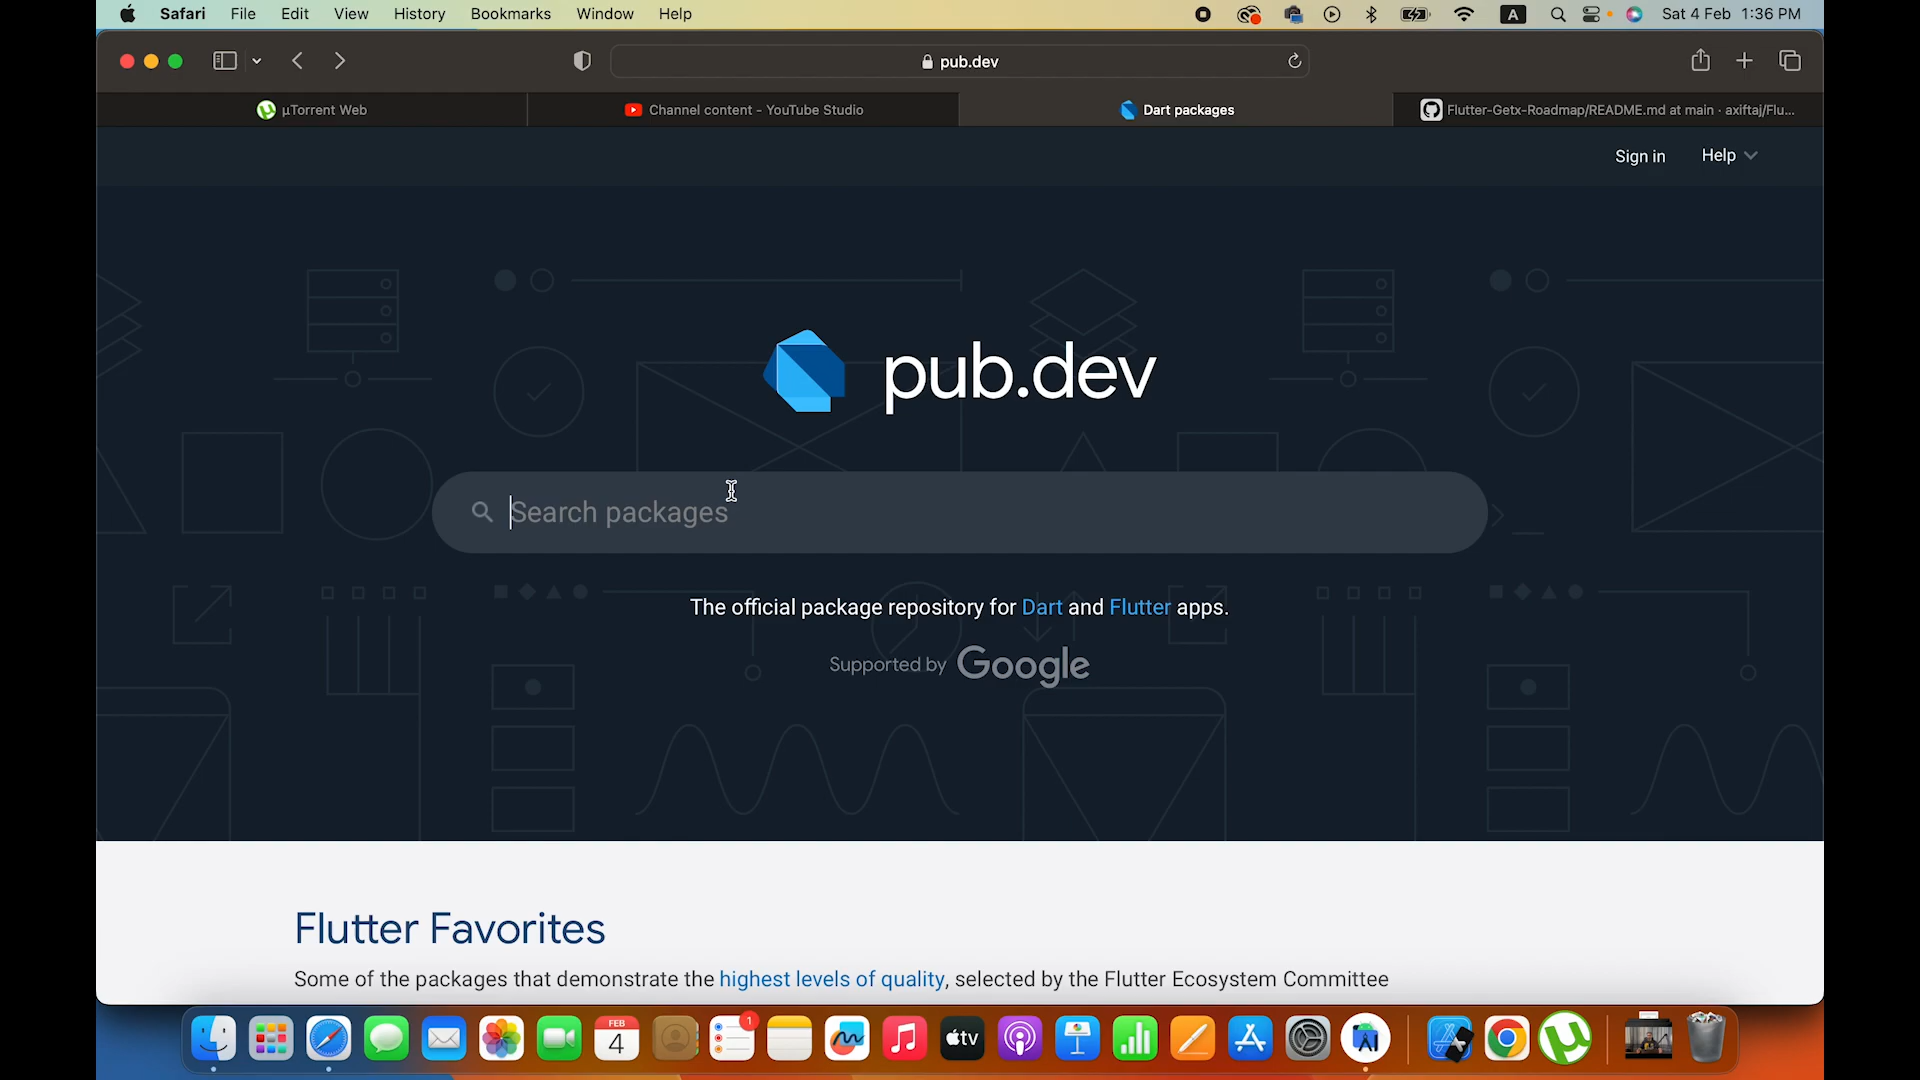 Safari File Edit View History Bookmarks Window Help A Sat 4 Feb 1:36 PM
pub.dev
µTorrent Web Channel content - YouTube Studio Dart packages Flutter-Getx-Roadmap/README.md at main · axiftaj/Flu...
Sign in Help
pub.dev
Search packages
The official package repository for Dart and Flutter apps.
Supported by Google
Flutter Favorites
Some of the packages that demonstrate the highest levels of quality, selected by the Flutter Ecosystem Committee
FEB
4
1
tv